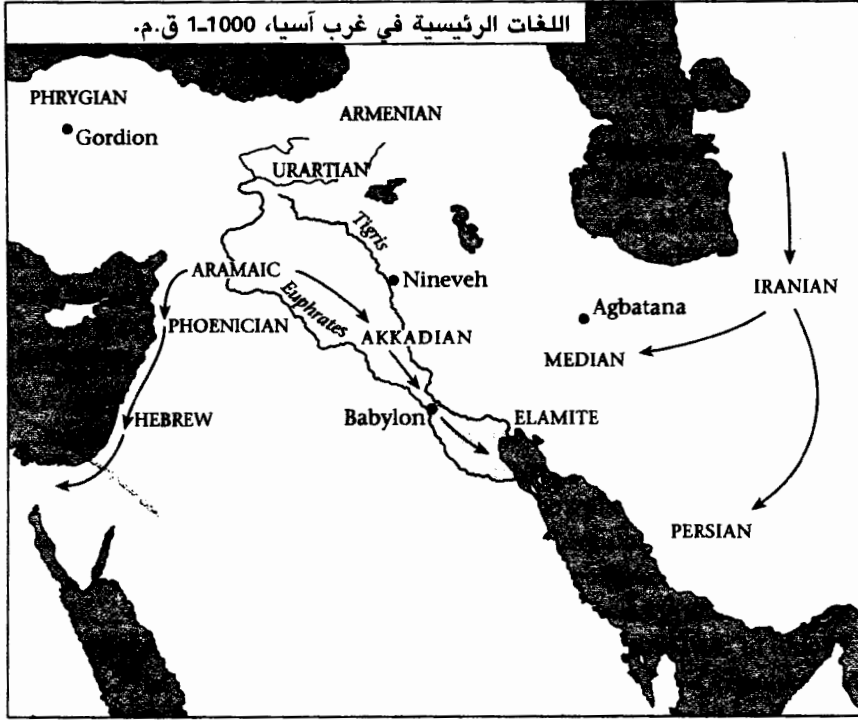 اللغات الرئيسية في غرب آسيا، 1000-1 ق.م.
PHRYGIAN
Gordion
ARMENIAN
URARTIAN
Tigris
ARAMAIC
Nineveh
Euphrates
IRANIAN
Agbatana
PHOENICIAN
AKKADIAN
MEDIAN
HEBREW
Babylon
ELAMITE
PERSIAN